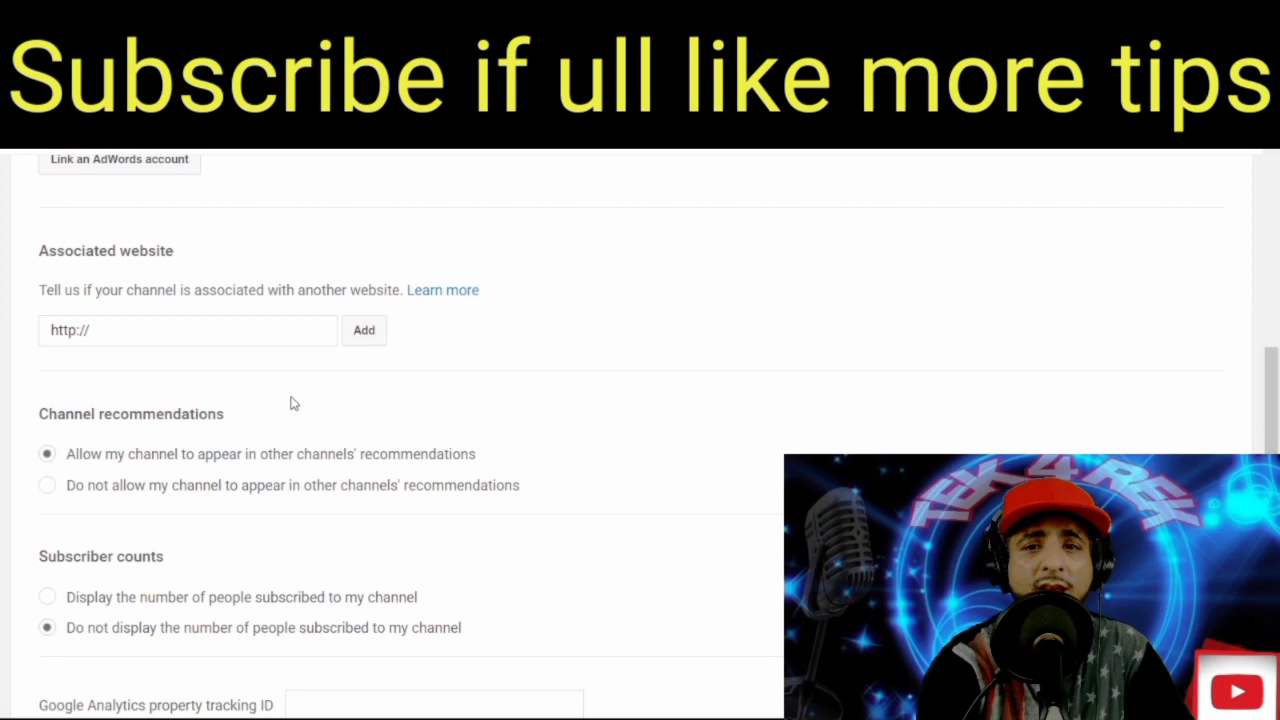 Subscribe if ull like more tips
Link an AdWords account
Associated website
Tell us if your channel is associated with another website. Learn more
http://
Add
Channel recommendations
Allow my channel to appear in other channels' recommendations
Do not allow my channel to appear in other channels' recommendations
TEK 4 REK
Subscriber counts
Display the number of people subscribed to my channel
Do not display the number of people subscribed to my channel
Google Analytics property tracking ID